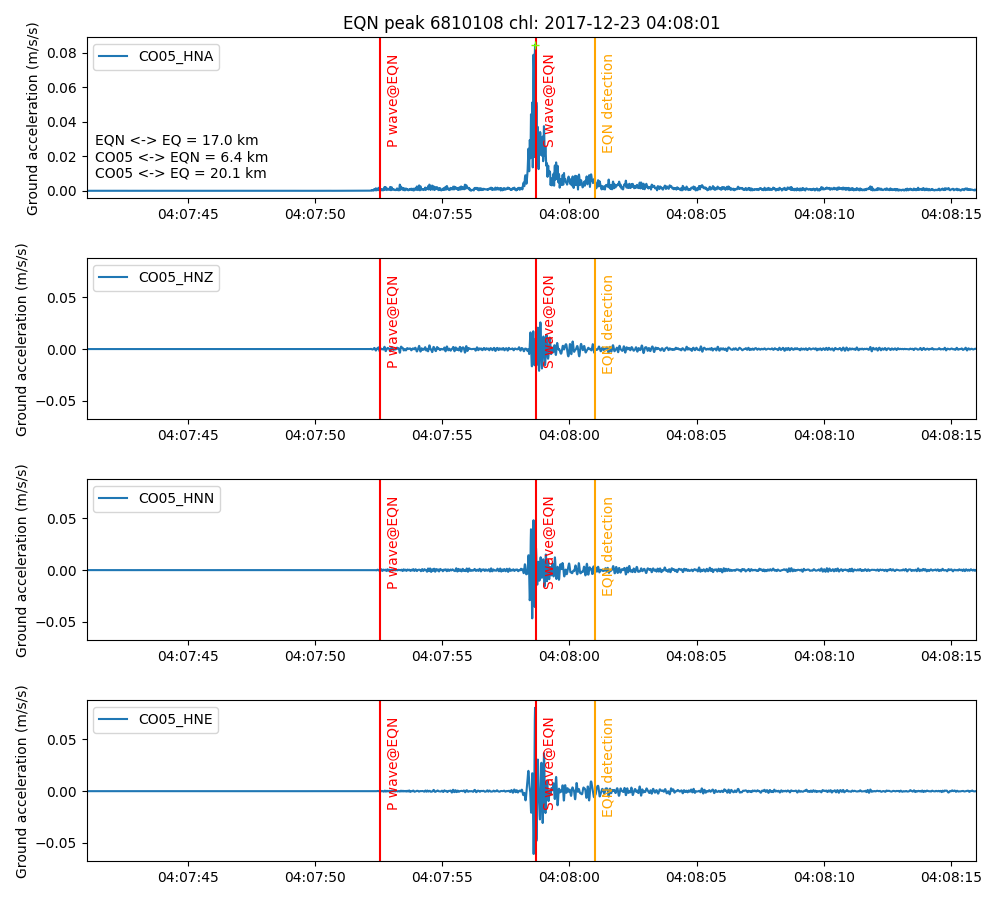 EQN peak 6810108 chl: 2017-12-23 04:08:01
Ground acceleration (m/s/s)
0.08
0.06
0.04
0.02
0.00
CO05_HNA
EQN <-> EQ = 17.0 km
CO05 <-> EQN = 6.4 km
CO05 <-> EQ = 20.1 km
P wave@EQN
S wave@EQN
EQN detection
04:07:45 04:07:50 04:07:55 04:08:00 04:08:05 04:08:10 04:08:15
Ground acceleration (m/s/s)
0.05
0.00
−0.05
CO05_HNZ
P wave@EQN
S wave@EQN
EQN detection
04:07:45 04:07:50 04:07:55 04:08:00 04:08:05 04:08:10 04:08:15
Ground acceleration (m/s/s)
0.05
0.00
−0.05
CO05_HNN
P wave@EQN
S wave@EQN
EQN detection
04:07:45 04:07:50 04:07:55 04:08:00 04:08:05 04:08:10 04:08:15
Ground acceleration (m/s/s)
0.05
0.00
−0.05
CO05_HNE
P wave@EQN
S wave@EQN
EQN detection
04:07:45 04:07:50 04:07:55 04:08:00 04:08:05 04:08:10 04:08:15